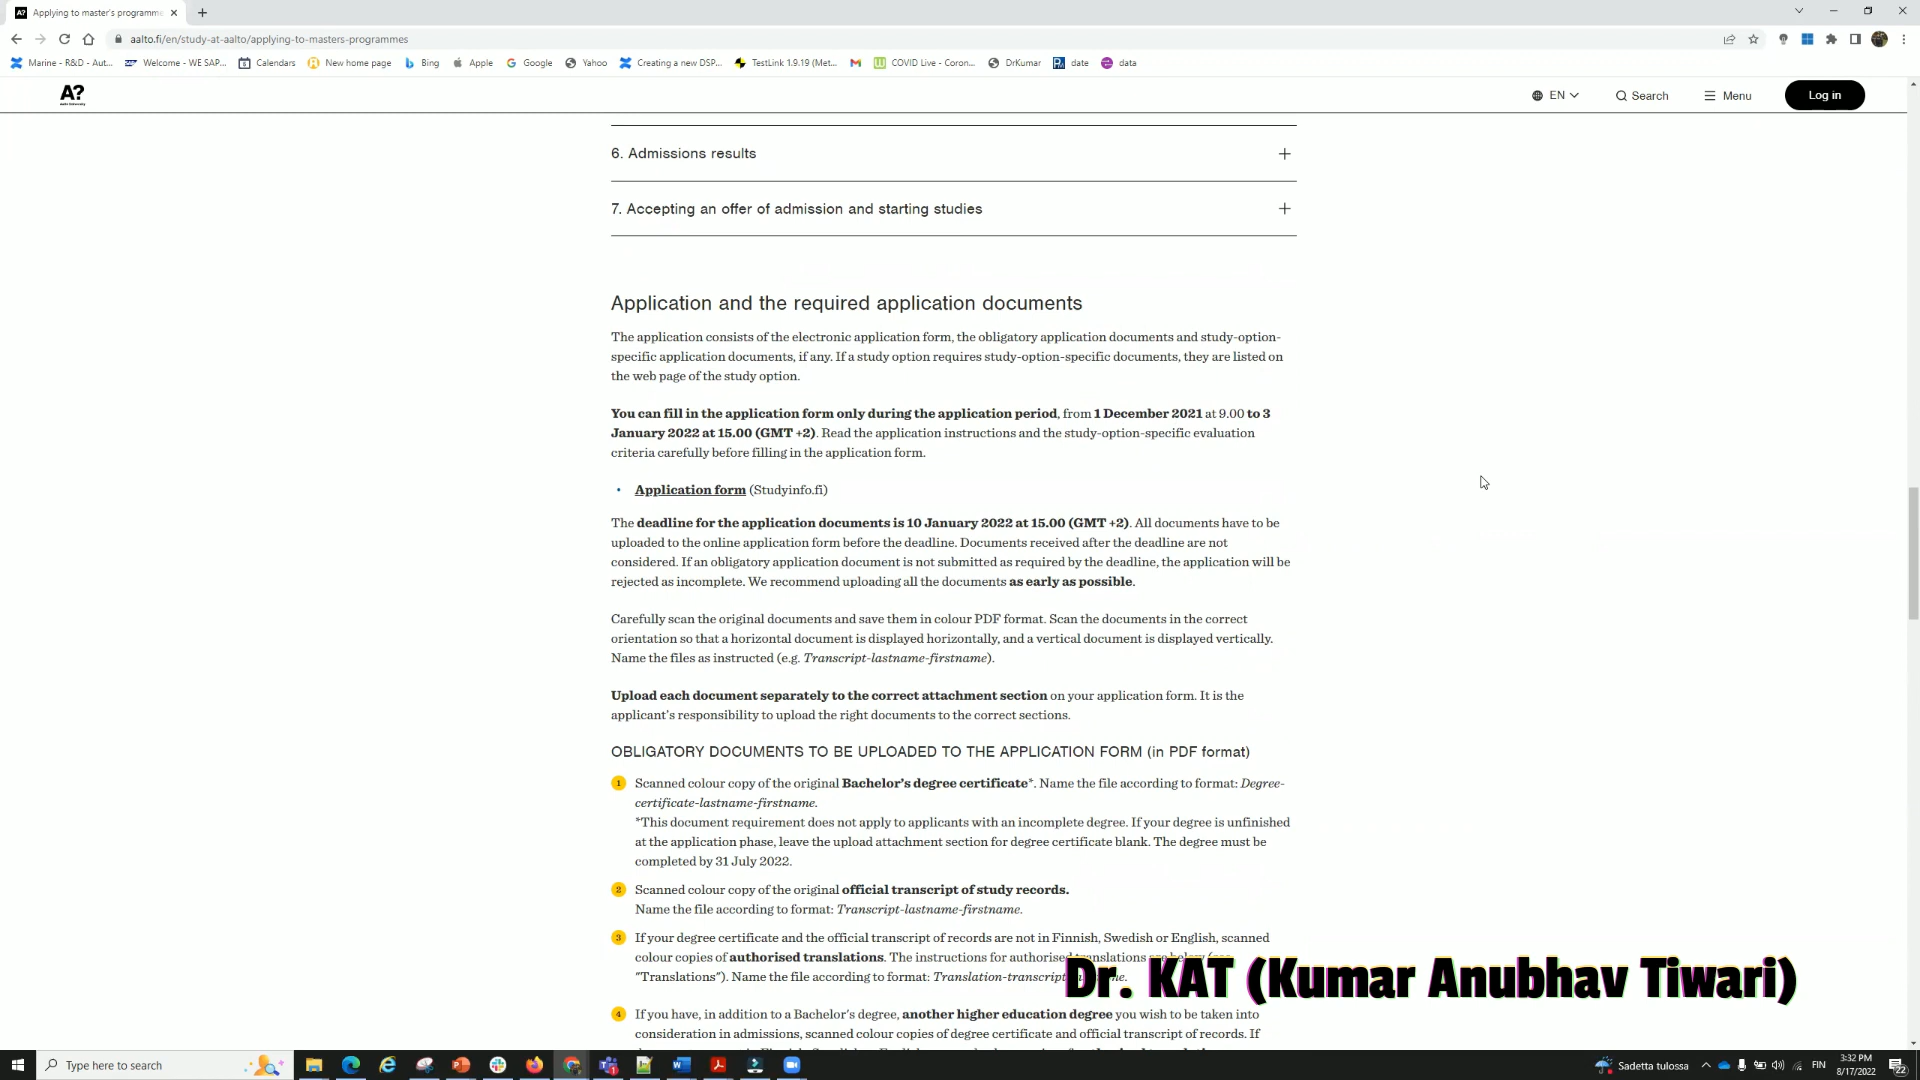 Applying to master's programme
aalto.fi/en/study-at-aalto/applying-to-masters-programmes
Marine - R&D - Aut... Welcome - WE SAP... Calendars New home page Bing Apple Google Yahoo Creating a new DSP... TestLink 1.9.19 (Met... COVID Live - Coron... DrKumar date data
A?
EN Search Menu Log in
6. Admissions results
7. Accepting an offer of admission and starting studies
Application and the required application documents
The application consists of the electronic application form, the obligatory application documents and study-option-
specific application documents, if any. If a study option requires study-option-specific documents, they are listed on
the web page of the study option.
You can fill in the application form only during the application period, from 1 December 2021 at 9.00 to 3
January 2022 at 15.00 (GMT +2). Read the application instructions and the study-option-specific evaluation
criteria carefully before filling in the application form.
• Application form (Studyinfo.fi)
The deadline for the application documents is 10 January 2022 at 15.00 (GMT +2). All documents have to be
uploaded to the online application form before the deadline. Documents received after the deadline are not
considered. If an obligatory application document is not submitted as required by the deadline, the application will be
rejected as incomplete. We recommend uploading all the documents as early as possible.
Carefully scan the original documents and save them in colour PDF format. Scan the documents in the correct
orientation so that a horizontal document is displayed horizontally, and a vertical document is displayed vertically.
Name the files as instructed (e.g. Transcript-lastname-firstname).
Upload each document separately to the correct attachment section on your application form. It is the
applicant's responsibility to upload the right documents to the correct sections.
OBLIGATORY DOCUMENTS TO BE UPLOADED TO THE APPLICATION FORM (in PDF format)
1 Scanned colour copy of the original Bachelor's degree certificate*. Name the file according to format: Degree-
certificate-lastname-firstname.
*This document requirement does not apply to applicants with an incomplete degree. If your degree is unfinished
at the application phase, leave the upload attachment section for degree certificate blank. The degree must be
completed by 31 July 2022.
2 Scanned colour copy of the original official transcript of study records.
Name the file according to format: Transcript-lastname-firstname.
3 If your degree certificate and the official transcript of records are not in Finnish, Swedish or English, scanned
colour copies of authorised translations. The instructions for authorised translations
"Translations"). Name the file according to format: Translation-transcript
Dr. KAT (Kumar Anubhav Tiwari)
4 If you have, in addition to a Bachelor's degree, another higher education degree you wish to be taken into
consideration in admissions, scanned colour copies of degree certificate and official transcript of records. If
Type here to search
Sadetta tulossa
FIN
3:32 PM
8/17/2022
22